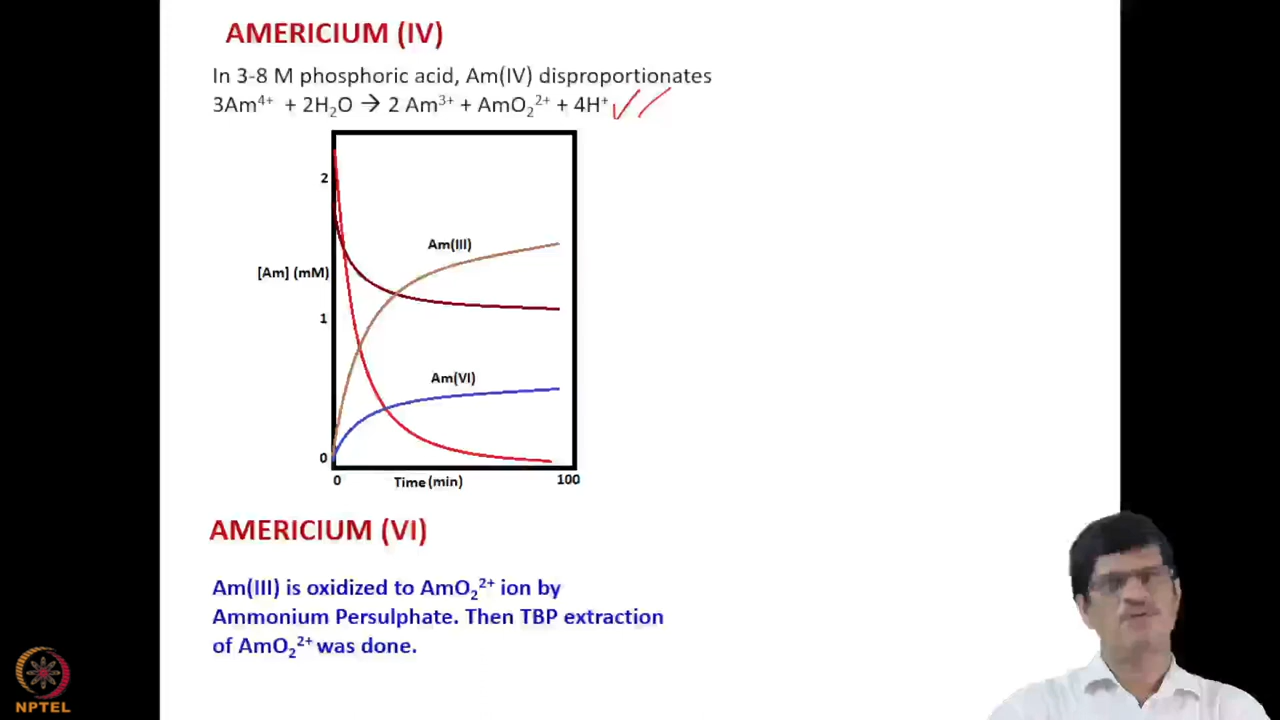 AMERICIUM (IV)
In 3-8 M phosphoric acid, Am(IV) disproportionates
3Am⁴⁺ + 2H₂O → 2 Am³⁺ + AmO₂²⁺ + 4H⁺
2
Am(III)
[Am] (mM)
1
Am(VI)
0
0 Time (min) 100
AMERICIUM (VI)
Am(III) is oxidized to AmO₂²⁺ ion by
Ammonium Persulphate. Then TBP extraction
of AmO₂²⁺ was done.
NPTEL